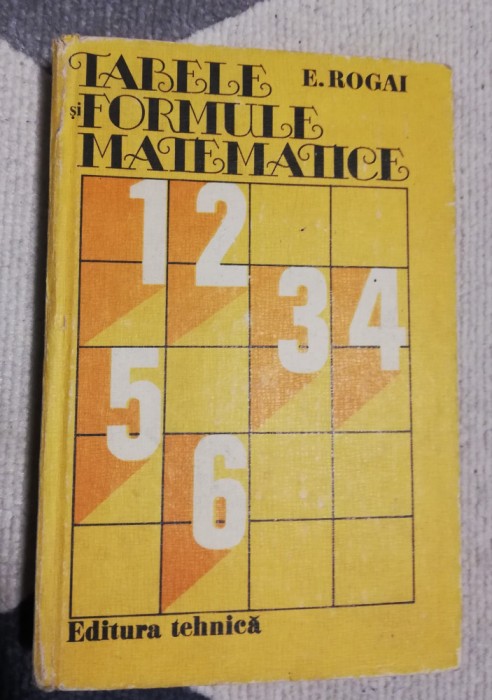 TABELE
E. ROGAI
și FORMULE
MATEMATICE
1 2
3 4
5
6
Editura tehnică